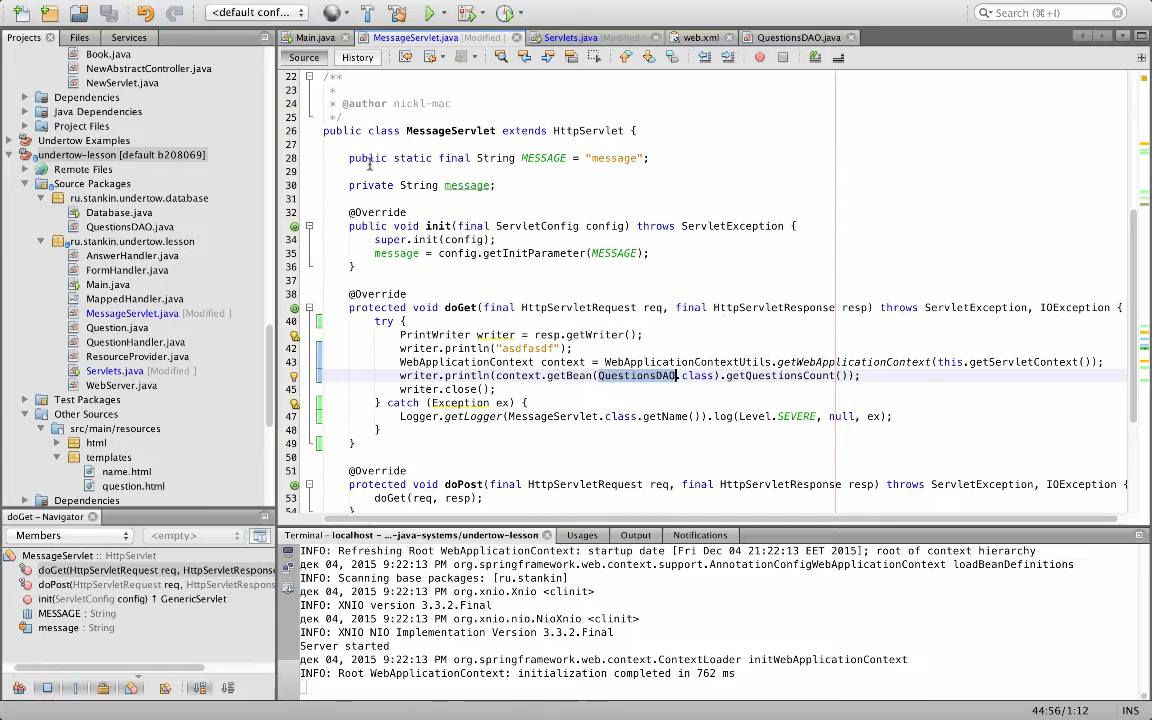 <default conf...
Search (⌘+I)
Projects
Files
Services
Main.java
MessageServlet.java [Modified]
Servlets.java [Modified]
web.xml
QuestionsDAO.java
Source
History
Book.java
NewAbstractController.java
NewServlet.java
Dependencies
Java Dependencies
Project Files
Undertow Examples
undertow-lesson [default b208069]
Remote Files
Source Packages
ru.stankin.undertow.database
Database.java
QuestionsDAO.java
ru.stankin.undertow.lesson
AnswerHandler.java
FormHandler.java
Main.java
MappedHandler.java
MessageServlet.java [Modified ]
Question.java
QuestionHandler.java
ResourceProvider.java
Servlets.java [Modified ]
WebServer.java
Test Packages
Other Sources
src/main/resources
html
templates
name.html
question.html
Dependencies
22 /**
23 *
24 * @author nickl-mac
25 */
26 public class MessageServlet extends HttpServlet {
27
28 public static final String MESSAGE = "message";
29
30 private String message;
31
32 @Override
public void init(final ServletConfig config) throws ServletException {
34 super.init(config);
35 message = config.getInitParameter(MESSAGE);
36 }
37
38 @Override
protected void doGet(final HttpServletRequest req, final HttpServletResponse resp) throws ServletException, IOException {
40 try {
PrintWriter writer = resp.getWriter();
42 writer.println("asdfasdf");
43 WebApplicationContext context = WebApplicationContextUtils.getWebApplicationContext(this.getServletContext());
writer.println(context.getBean(QuestionsDAO.class).getQuestionsCount());
45 writer.close();
} catch (Exception ex) {
47 Logger.getLogger(MessageServlet.class.getName()).log(Level.SEVERE, null, ex);
48 }
49 }
50
51 @Override
protected void doPost(final HttpServletRequest req, final HttpServletResponse resp) throws ServletException, IOException {
53 doGet(req, resp);
54 }
doGet - Navigator
Members
<empty>
MessageServlet :: HttpServlet
doGet(HttpServletRequest req, HttpServletResponse
doPost(HttpServletRequest req, HttpServletRespons
init(ServletConfig config) ↑ GenericServlet
MESSAGE : String
message : String
Terminal - localhost - ...-java-systems/undertow-lesson
Usages
Output
Notifications
INFO: Refreshing Root WebApplicationContext: startup date [Fri Dec 04 21:22:13 EET 2015]; root of context hierarchy
дек 04, 2015 9:22:13 PM org.springframework.web.context.support.AnnotationConfigWebApplicationContext loadBeanDefinitions
INFO: Scanning base packages: [ru.stankin]
дек 04, 2015 9:22:13 PM org.xnio.Xnio <clinit>
INFO: XNIO version 3.3.2.Final
дек 04, 2015 9:22:13 PM org.xnio.nio.NioXnio <clinit>
INFO: XNIO NIO Implementation Version 3.3.2.Final
Server started
дек 04, 2015 9:22:13 PM org.springframework.web.context.ContextLoader initWebApplicationContext
INFO: Root WebApplicationContext: initialization completed in 762 ms
44:56/1:12
INS